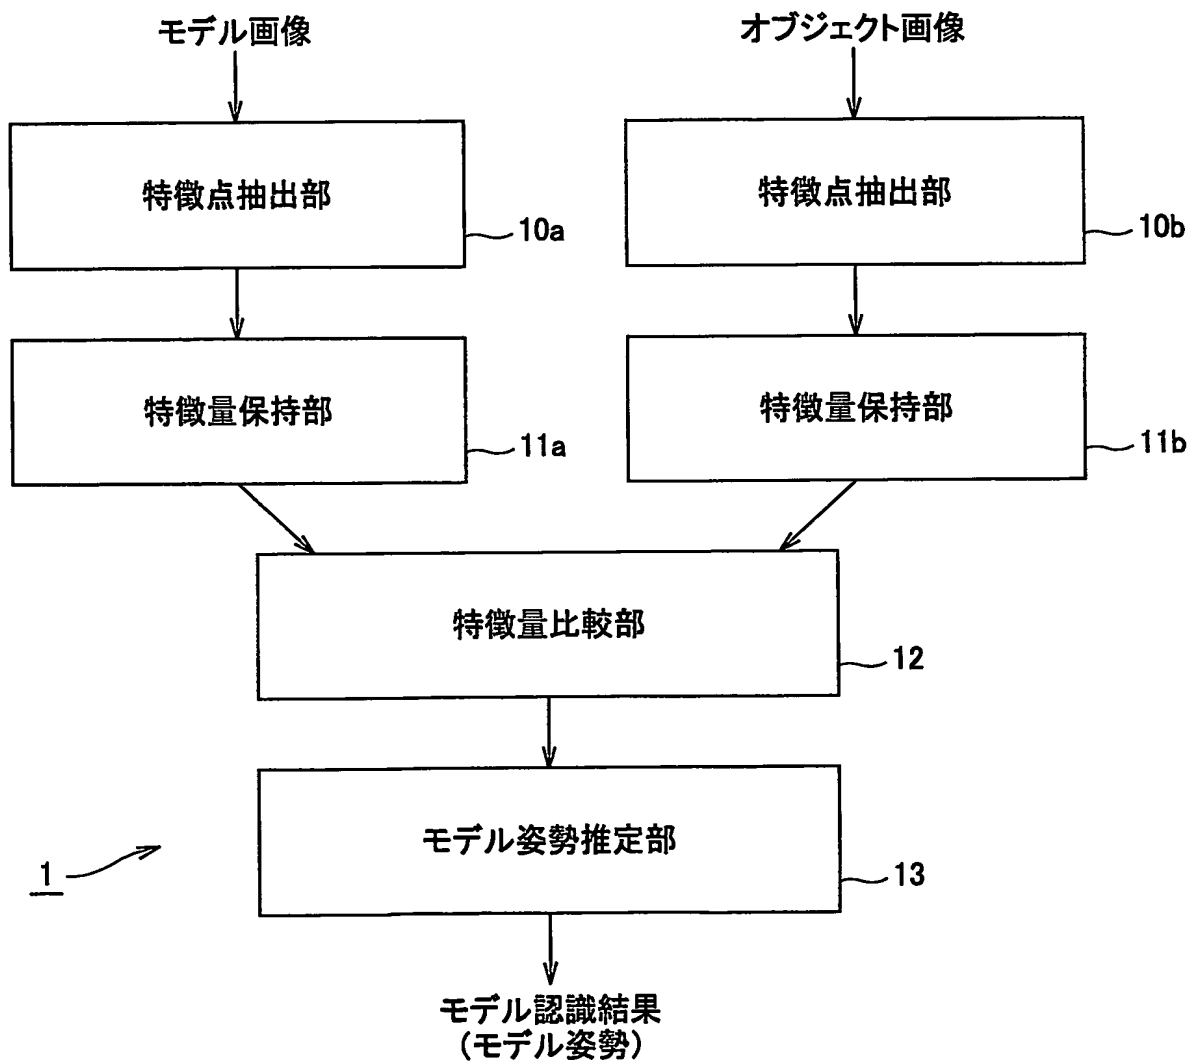 モデル画像
オブジェクト画像
特徴点抽出部
10a
特徴点抽出部
10b
特徴量保持部
11a
特徴量保持部
11b
特徴量比較部
12
モデル姿勢推定部
13
1
モデル認識結果
(モデル姿勢)